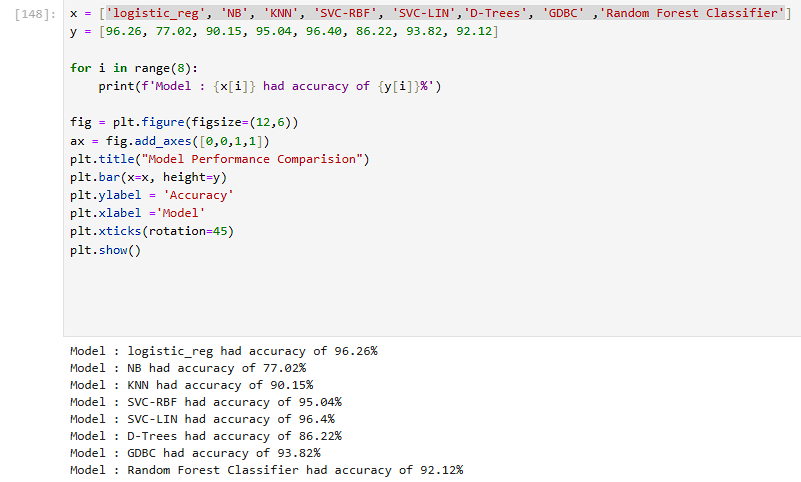 [148]: x = ['logistic_reg', 'NB', 'KNN', 'SVC-RBF', 'SVC-LIN','D-Trees', 'GDBC' ,'Random Forest Classifier']
y = [96.26, 77.02, 90.15, 95.04, 96.40, 86.22, 93.82, 92.12]
for i in range(8):
    print(f'Model : {x[i]} had accuracy of {y[i]}%')
fig = plt.figure(figsize=(12,6))
ax = fig.add_axes([0,0,1,1])
plt.title("Model Performance Comparision")
plt.bar(x=x, height=y)
plt.ylabel = 'Accuracy'
plt.xlabel ='Model'
plt.xticks(rotation=45)
plt.show()
Model : logistic_reg had accuracy of 96.26%
Model : NB had accuracy of 77.02%
Model : KNN had accuracy of 90.15%
Model : SVC-RBF had accuracy of 95.04%
Model : SVC-LIN had accuracy of 96.4%
Model : D-Trees had accuracy of 86.22%
Model : GDBC had accuracy of 93.82%
Model : Random Forest Classifier had accuracy of 92.12%